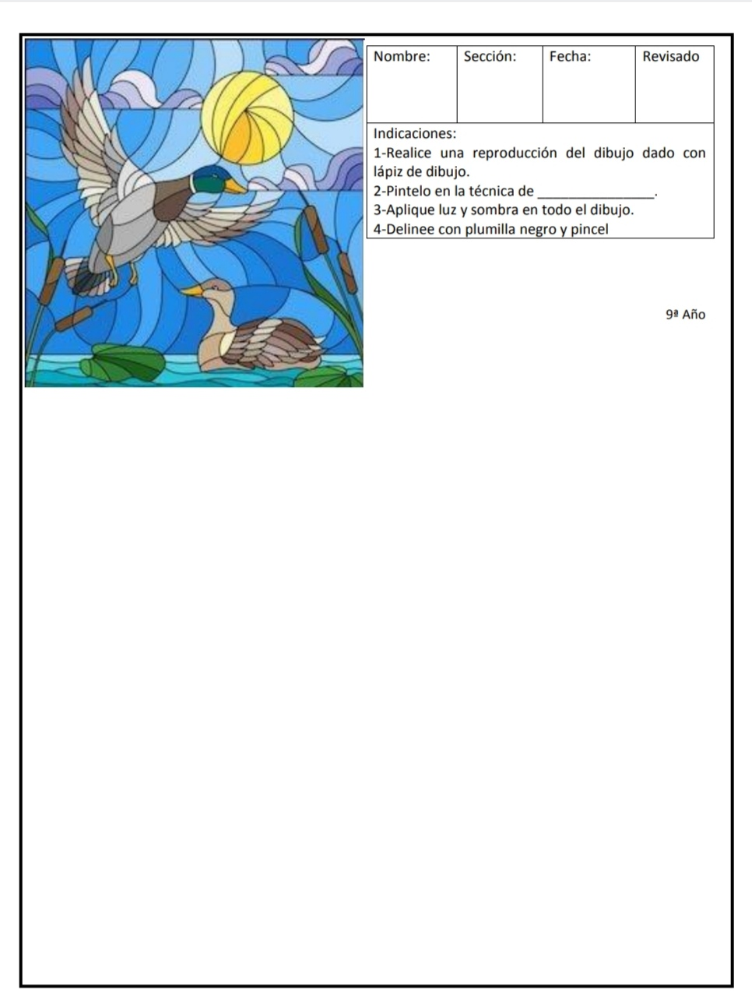 Nombre: Sección: Fecha: Revisado
Indicaciones:
1-Realice una reproducción del dibujo dado con
lápiz de dibujo.
2-Pintelo en la técnica de _________________.
3-Aplique luz y sombra en todo el dibujo.
4-Delinee con plumilla negro y pincel
9ª Año